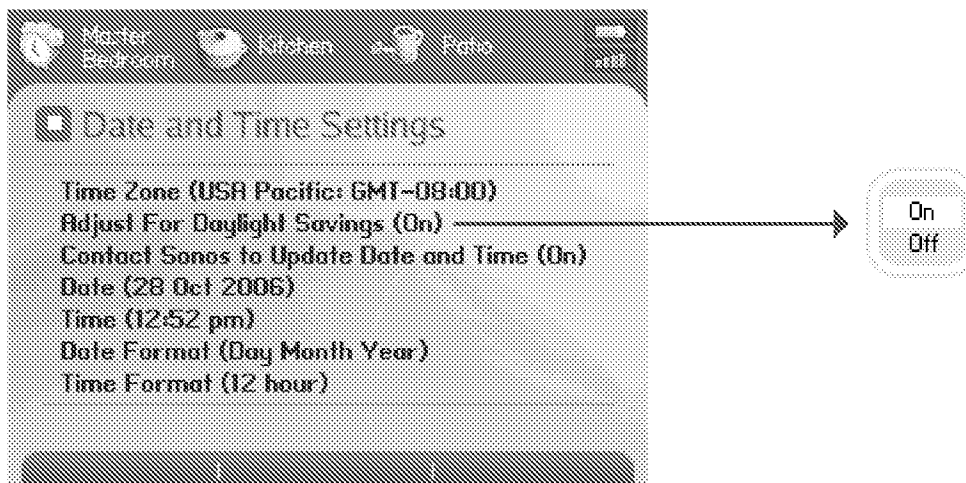 Master
Bedroom
Kitchen
Patio
Date and Time Settings
Time Zone (USA Pacific: GMT-08:00)
Adjust For Daylight Savings (On)
Contact Sonos to Update Date and Time (On)
Date (28 Oct 2006)
Time (12:52 pm)
Date Format (Day Month Year)
Time Format (12 hour)
On
Off